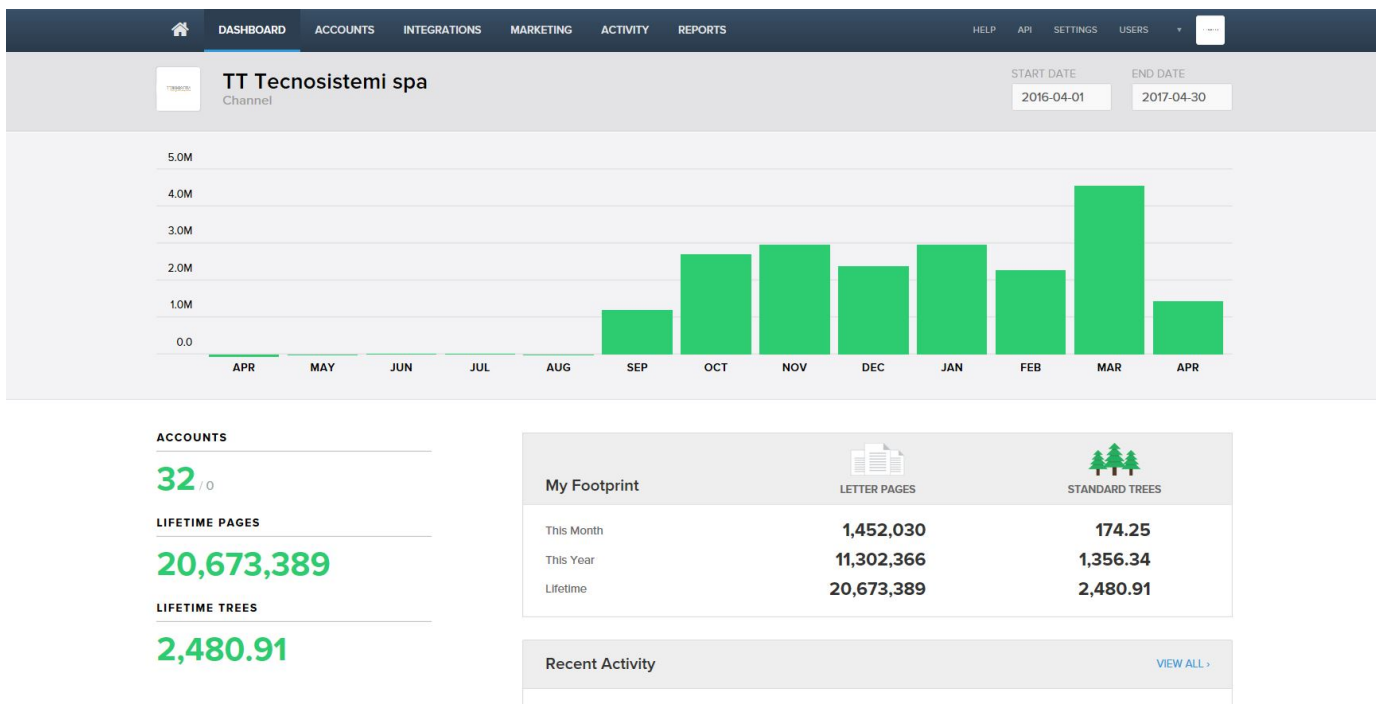 DASHBOARD ACCOUNTS INTEGRATIONS MARKETING ACTIVITY REPORTS HELP API SETTINGS USERS
TT Tecnosistemi spa
Channel
START DATE END DATE
2016-04-01 2017-04-30
5.0M
4.0M
3.0M
2.0M
1.0M
0.0
APR MAY JUN JUL AUG SEP OCT NOV DEC JAN FEB MAR APR
ACCOUNTS
32 / 0
LIFETIME PAGES
20,673,389
LIFETIME TREES
2,480.91
My Footprint LETTER PAGES STANDARD TREES
This Month 1,452,030 174.25
This Year 11,302,366 1,356.34
Lifetime 20,673,389 2,480.91
Recent Activity VIEW ALL ›